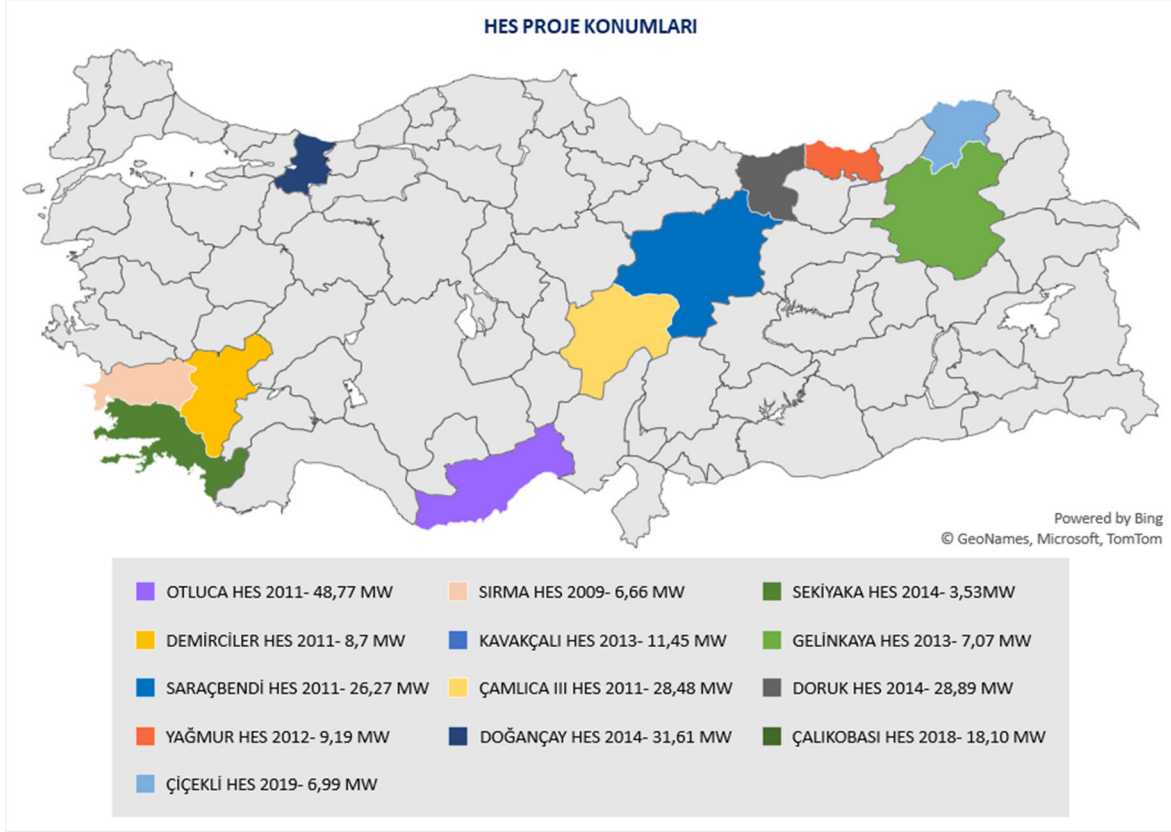 HES PROJE KONUMLARI
Powered by Bing
© GeoNames, Microsoft, TomTom
OTLUCA HES 2011- 48,77 MW
SIRMA HES 2009- 6,66 MW
SEKİYAKA HES 2014- 3,53MW
DEMİRCİLER HES 2011- 8,7 MW
KAVAKÇALI HES 2013- 11,45 MW
GELİNKAYA HES 2013- 7,07 MW
SARAÇBENDİ HES 2011- 26,27 MW
ÇAMLICA III HES 2011- 28,48 MW
DORUK HES 2014- 28,89 MW
YAĞMUR HES 2012- 9,19 MW
DOĞANÇAY HES 2014- 31,61 MW
ÇALIKOBASI HES 2018- 18,10 MW
ÇİÇEKLİ HES 2019- 6,99 MW